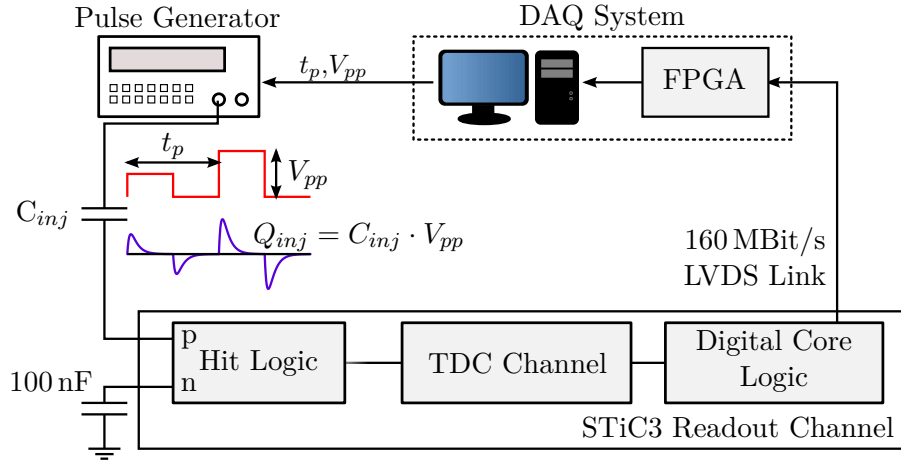 Pulse Generator
DAQ System
t_p,V_pp
FPGA
t_p
V_pp
C_inj
Q_inj = C_inj · V_pp
160 MBit/s
LVDS Link
p
n
Hit Logic
TDC Channel
Digital Core
Logic
100 nF
STiC3 Readout Channel